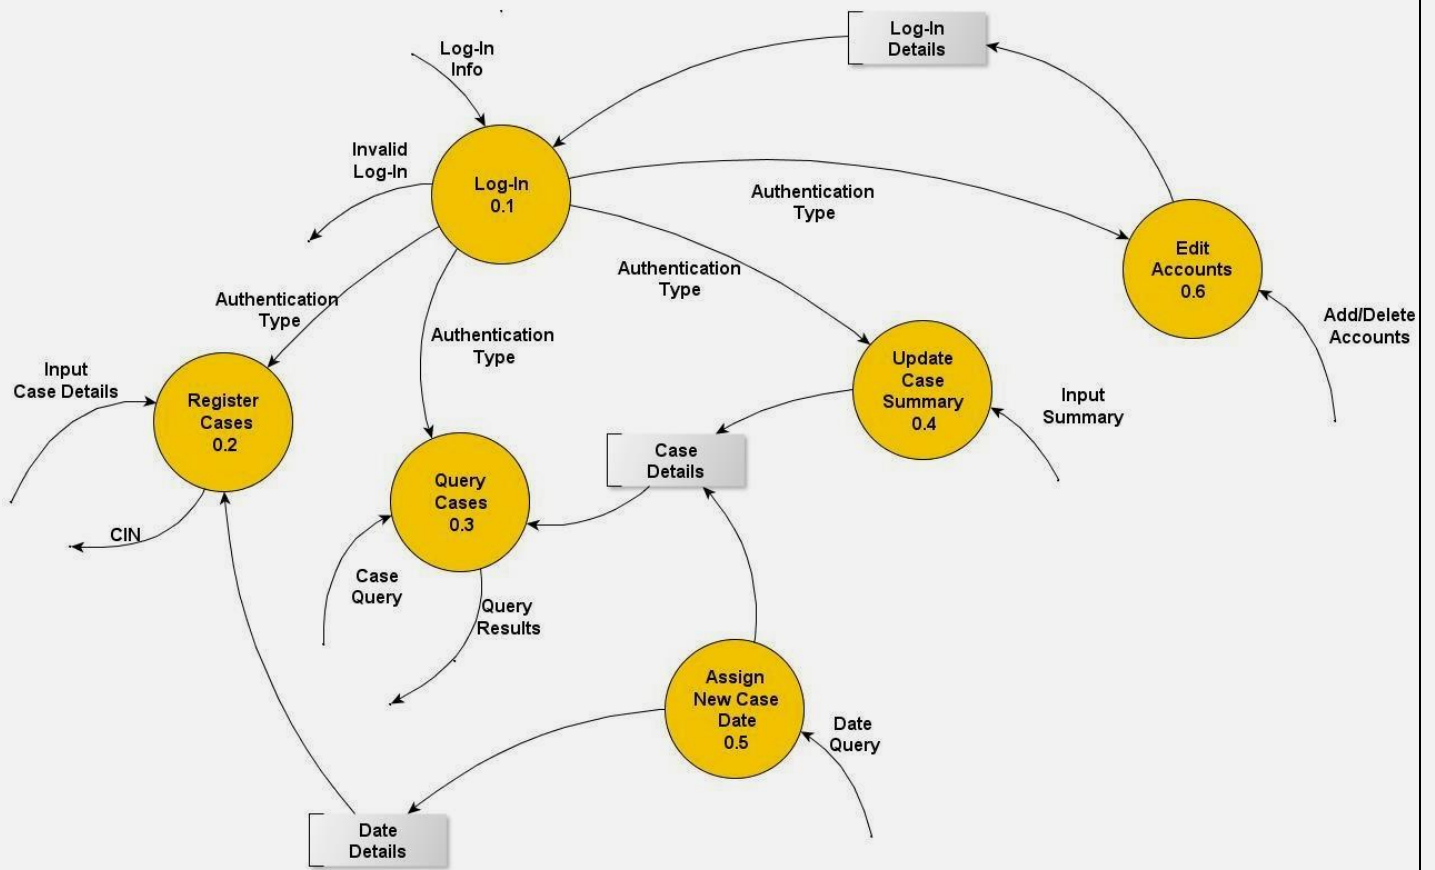 Log-In
Details
Log-In
Info
Invalid
Log-In
Log-In
0.1
Authentication
Type
Edit
Accounts
0.6
Authentication
Type
Authentication
Type
Add/Delete
Accounts
Authentication
Type
Input
Case Details
Register
Cases
0.2
Update
Case
Summary
0.4
Input
Summary
Case
Details
Query
Cases
0.3
CIN
Case
Query
Query
Results
Assign
New Case
Date
0.5
Date
Query
Date
Details